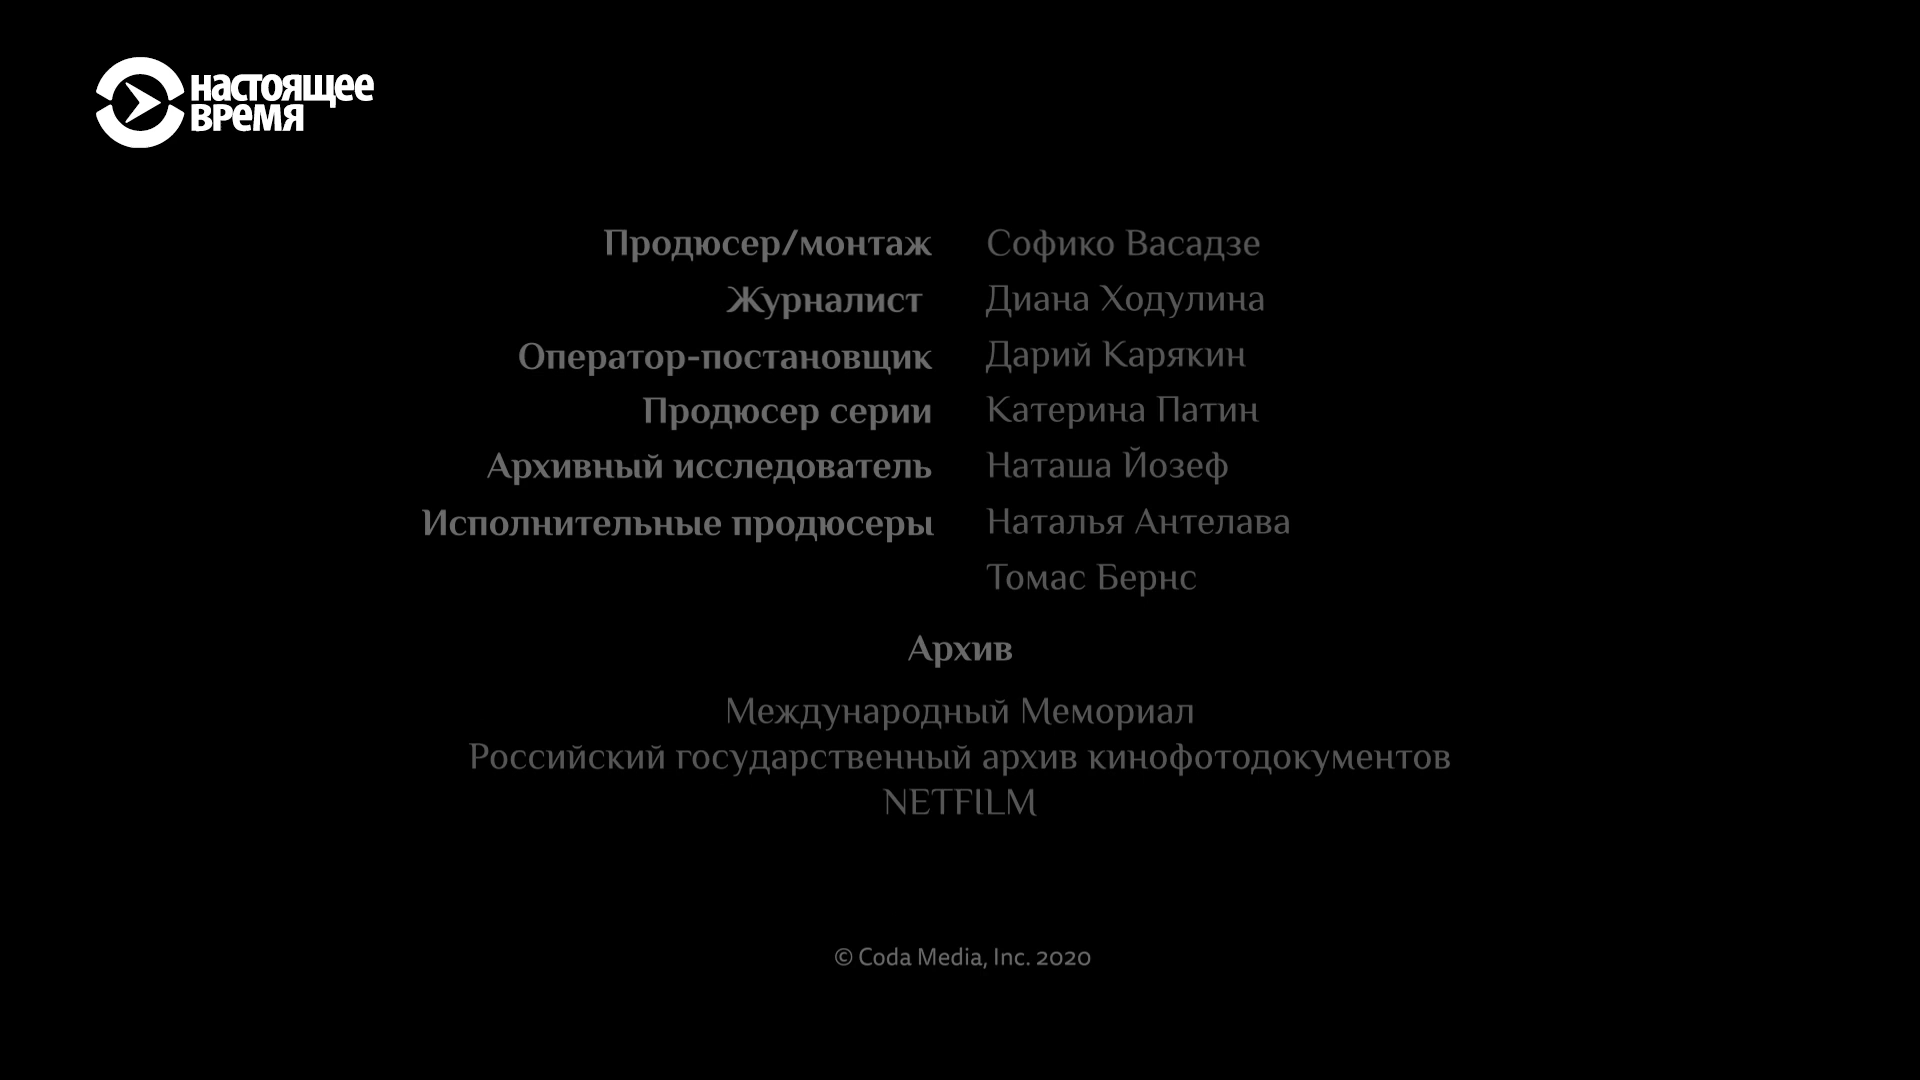 настоящее
время
Продюсер/монтаж Софико Васадзе
Журналист Диана Ходулина
Оператор-постановщик Дарий Карякин
Продюсер серии Катерина Патин
Архивный исследователь Наташа Йозеф
Исполнительные продюсеры Наталья Антелава
Томас Бернс
Архив
Международный Мемориал
Российский государственный архив кинофотодокументов
NETFILM
© Coda Media, Inc. 2020